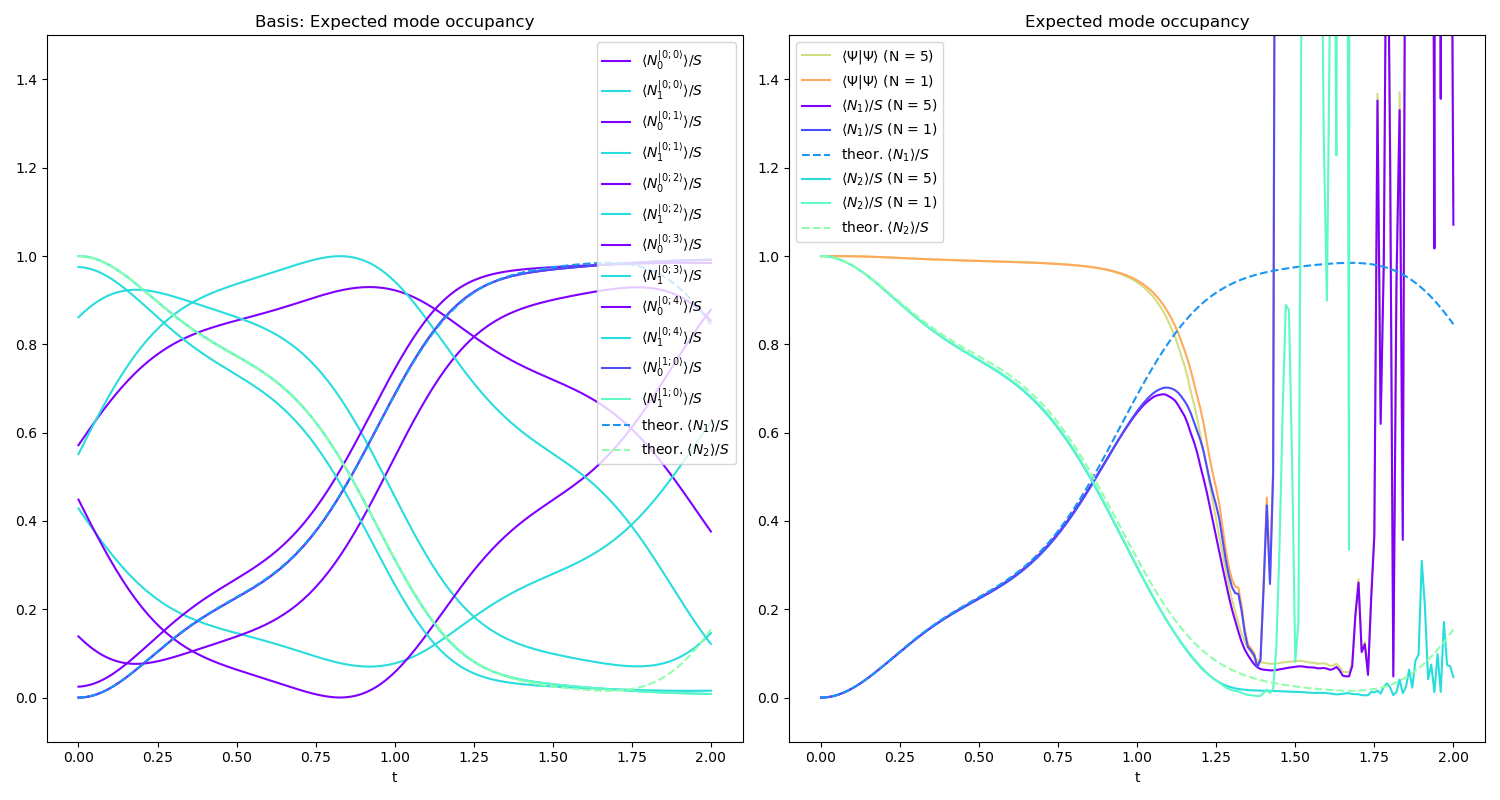 Basis: Expected mode occupancy
⟨N_0^{|0; 0⟩}⟩/S
⟨N_1^{|0; 0⟩}⟩/S
⟨N_0^{|0; 1⟩}⟩/S
⟨N_1^{|0; 1⟩}⟩/S
⟨N_0^{|0; 2⟩}⟩/S
⟨N_1^{|0; 2⟩}⟩/S
⟨N_0^{|0; 3⟩}⟩/S
⟨N_1^{|0; 3⟩}⟩/S
⟨N_0^{|0; 4⟩}⟩/S
⟨N_1^{|0; 4⟩}⟩/S
⟨N_0^{|1; 0⟩}⟩/S
⟨N_1^{|1; 0⟩}⟩/S
theor. ⟨N_1⟩/S
theor. ⟨N_2⟩/S
1.4
1.2
1.0
0.8
0.6
0.4
0.2
0.0
0.00 0.25 0.50 0.75 1.00 1.25 1.50 1.75 2.00
t
Expected mode occupancy
⟨Ψ|Ψ⟩ (N = 5)
⟨Ψ|Ψ⟩ (N = 1)
⟨N_1⟩/S (N = 5)
⟨N_1⟩/S (N = 1)
theor. ⟨N_1⟩/S
⟨N_2⟩/S (N = 5)
⟨N_2⟩/S (N = 1)
theor. ⟨N_2⟩/S
1.4
1.2
1.0
0.8
0.6
0.4
0.2
0.0
0.00 0.25 0.50 0.75 1.00 1.25 1.50 1.75 2.00
t